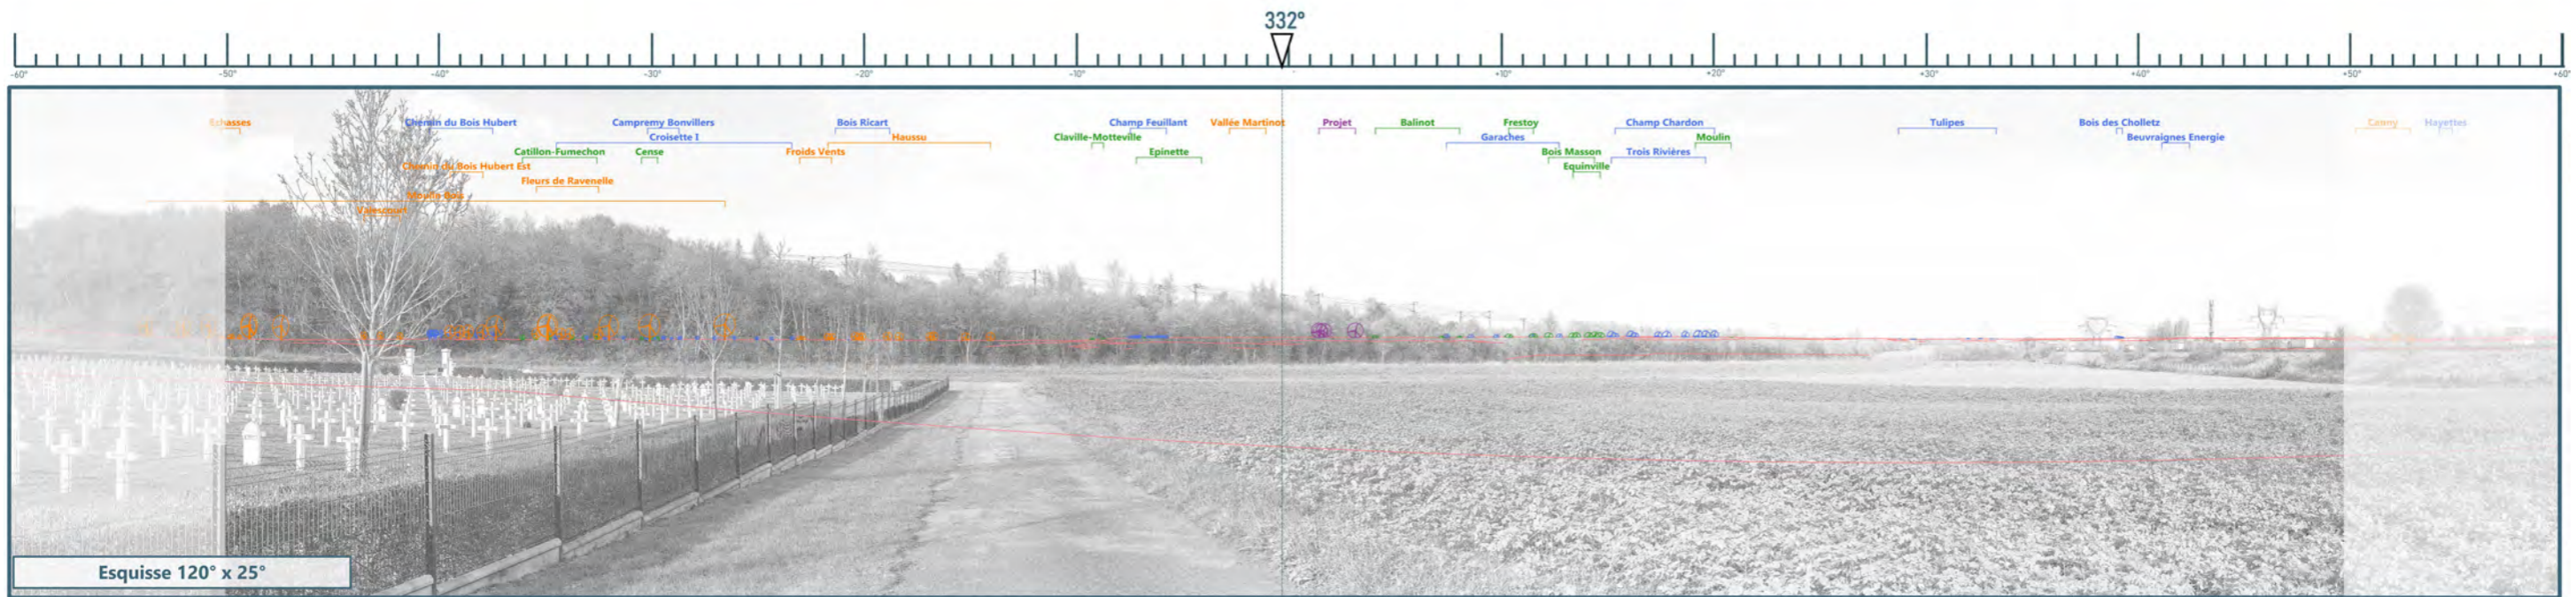 332°
-60° -50° -40° -30° -20° -10° +10° +20° +30° +40° +50° +60°
Echasses Chemin du Bois Hubert Campremy Bonvillers Bois Ricart Champ Feuillant Vallée Martinot Projet Balinot Frestoy Champ Chardon Tulipes Bois des Cholletz Canny Hayettes
Croisette I Haussu Claville-Motteville Garaches Moulin Beuvraignes Energie
Catillon-Fumechon Cense Froids Vents Epinette Bois Masson Trois Rivières
Chemin du Bois Hubert Est Equinville
Fleurs de Ravenelle
Valescourt
Esquisse 120° x 25°